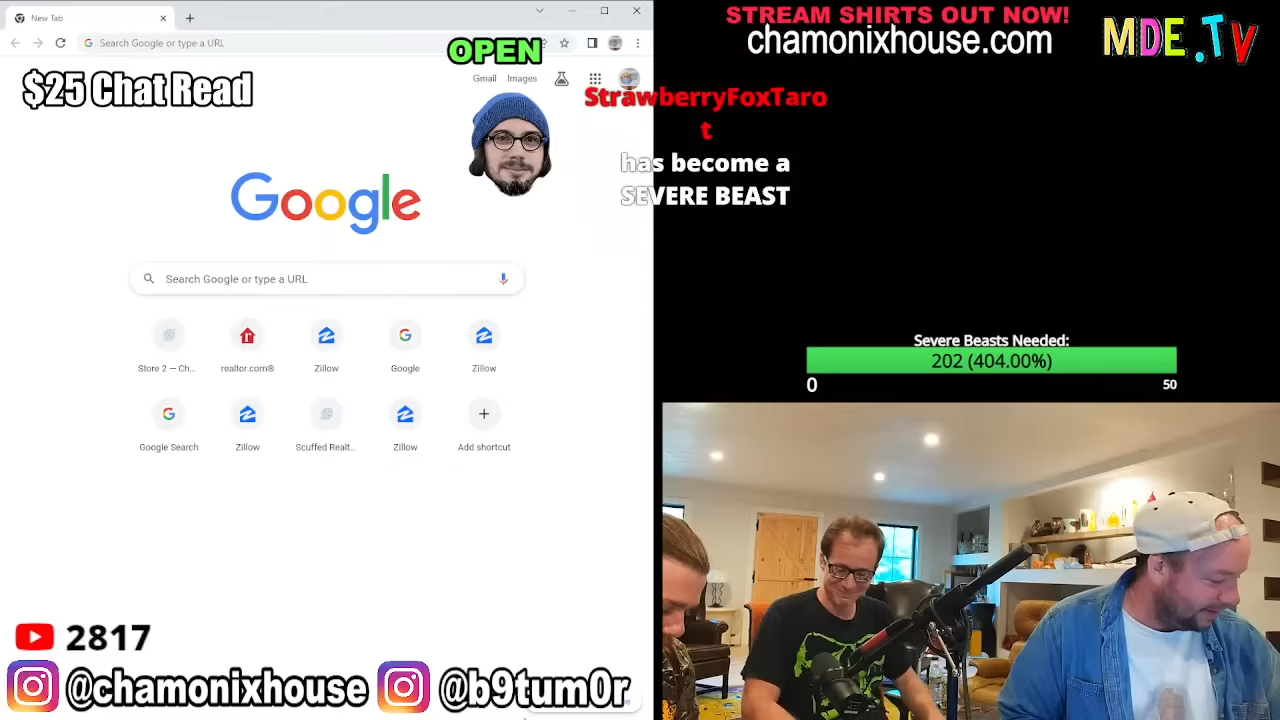 New Tab
Search Google or type a URL
OPEN
$25 Chat Read
Gmail Images
Google
Search Google or type a URL
Store 2 — Ch...
realtor.com®
Zillow
Google
Zillow
Google Search
Zillow
Scuffed Realt...
Zillow
Add shortcut
2817
@chamonixhouse
@b9tum0r
STREAM SHIRTS OUT NOW!
chamonixhouse.com
MDE.TV
StrawberryFoxTaro
t
has become a
SEVERE BEAST
Severe Beasts Needed:
202 (404.00%)
0
50